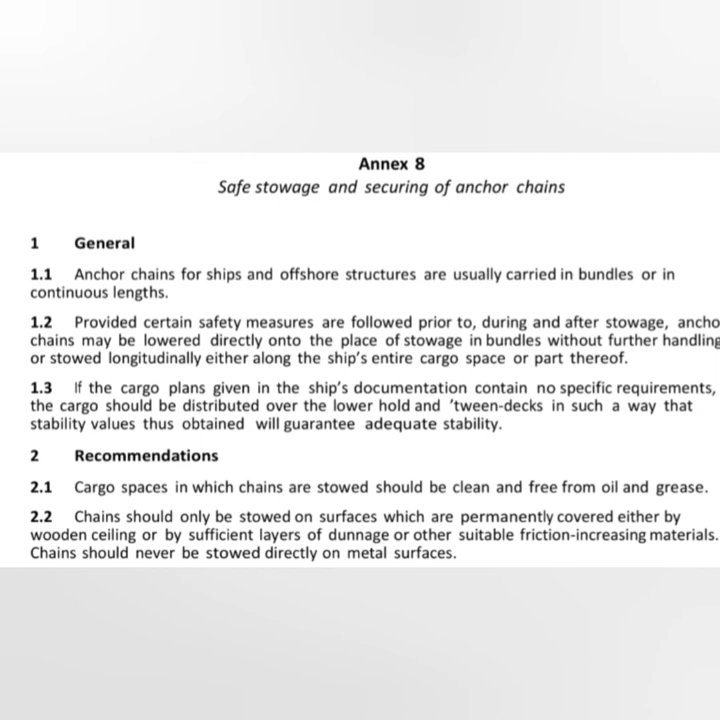 Annex 8
Safe stowage and securing of anchor chains
1 General
1.1 Anchor chains for ships and offshore structures are usually carried in bundles or in
continuous lengths.
1.2 Provided certain safety measures are followed prior to, during and after stowage, ancho
chains may be lowered directly onto the place of stowage in bundles without further handling
or stowed longitudinally either along the ship's entire cargo space or part thereof.
1.3 If the cargo plans given in the ship's documentation contain no specific requirements,
the cargo should be distributed over the lower hold and 'tween-decks in such a way that
stability values thus obtained will guarantee adequate stability.
2 Recommendations
2.1 Cargo spaces in which chains are stowed should be clean and free from oil and grease.
2.2 Chains should only be stowed on surfaces which are permanently covered either by
wooden ceiling or by sufficient layers of dunnage or other suitable friction-increasing materials.
Chains should never be stowed directly on metal surfaces.